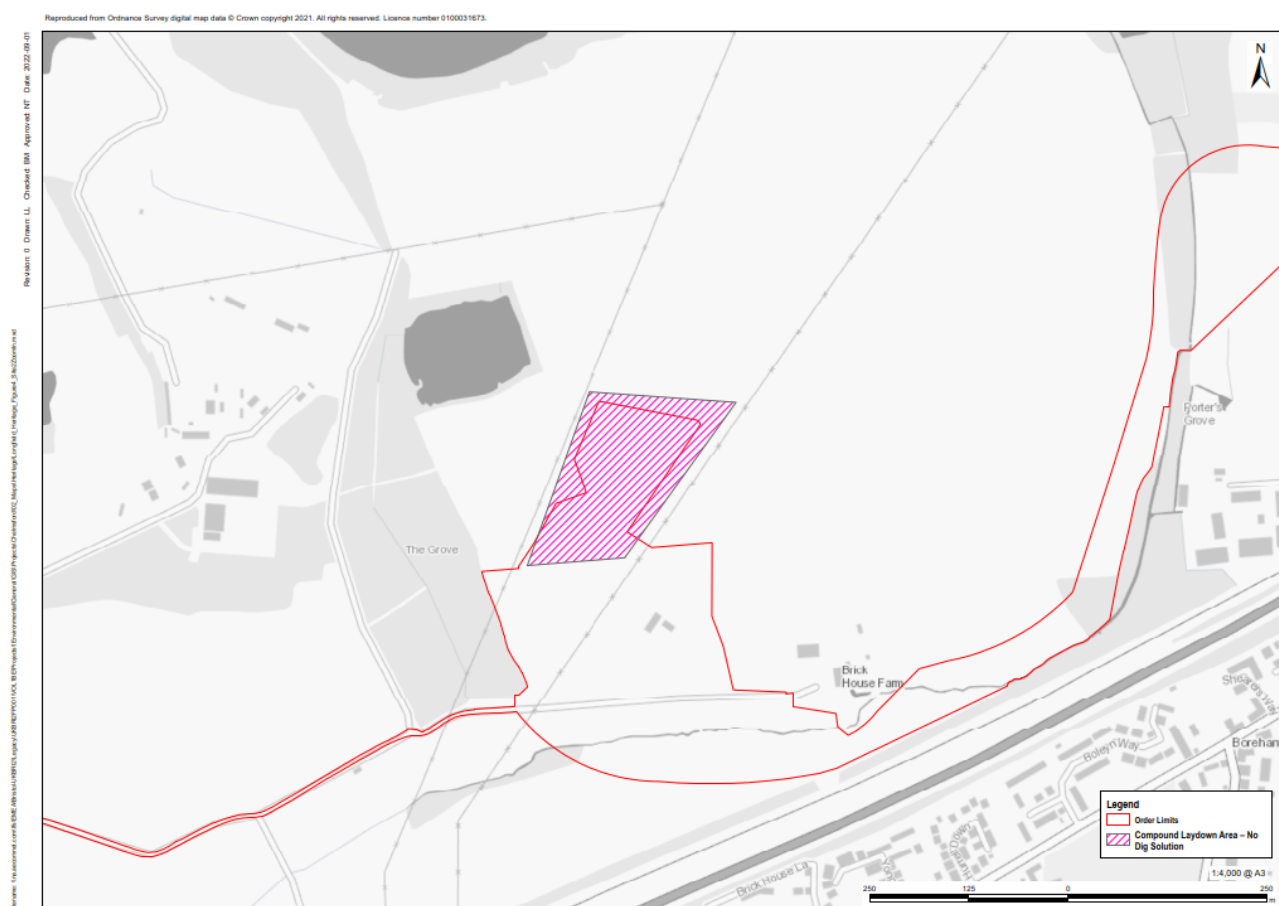 Reproduced from Ordnance Survey digital map data © Crown copyright 2021. All rights reserved. Licence number 0100031673.
Revision: 0 Drawn: LL Checked: BM Approved: NT Date: 2022-09-01
N
Porter's
Grove
The Grove
Brick
House Farm
Shearers Way
Boleyn Way
Boreham
Brick House La
Legend
Order Limits
Compound Laydown Area – No
Dig Solution
1:4,000 @ A3
250 125 0 250
m